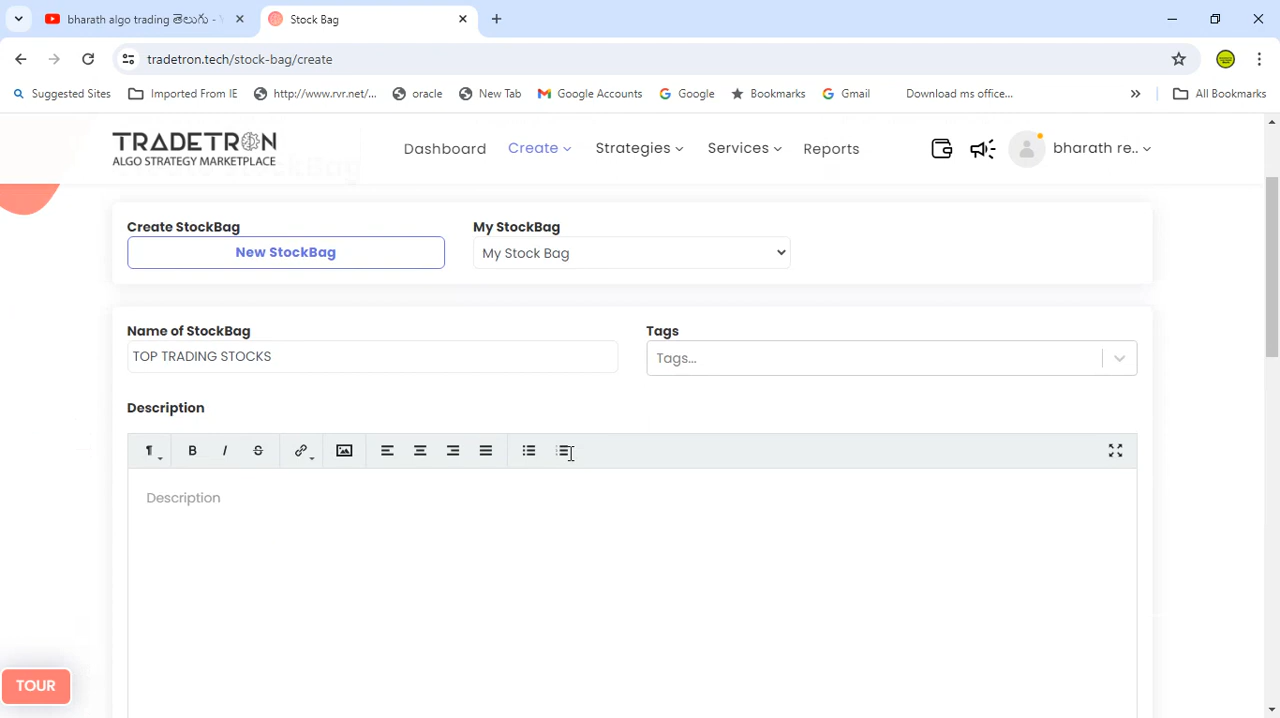 bharath algo trading తెలుగు - Y
Stock Bag
tradetron.tech/stock-bag/create
Suggested Sites
Imported From IE
http://www.rvr.net/...
oracle
New Tab
Google Accounts
Google
Bookmarks
Gmail
Download ms office...
All Bookmarks
TRADETRON
ALGO STRATEGY MARKETPLACE
Dashboard
Create
Strategies
Services
Reports
bharath re..
Create StockBag
My StockBag
New StockBag
My Stock Bag
Name of StockBag
Tags
TOP TRADING STOCKS
Tags...
Description
Description
TOUR